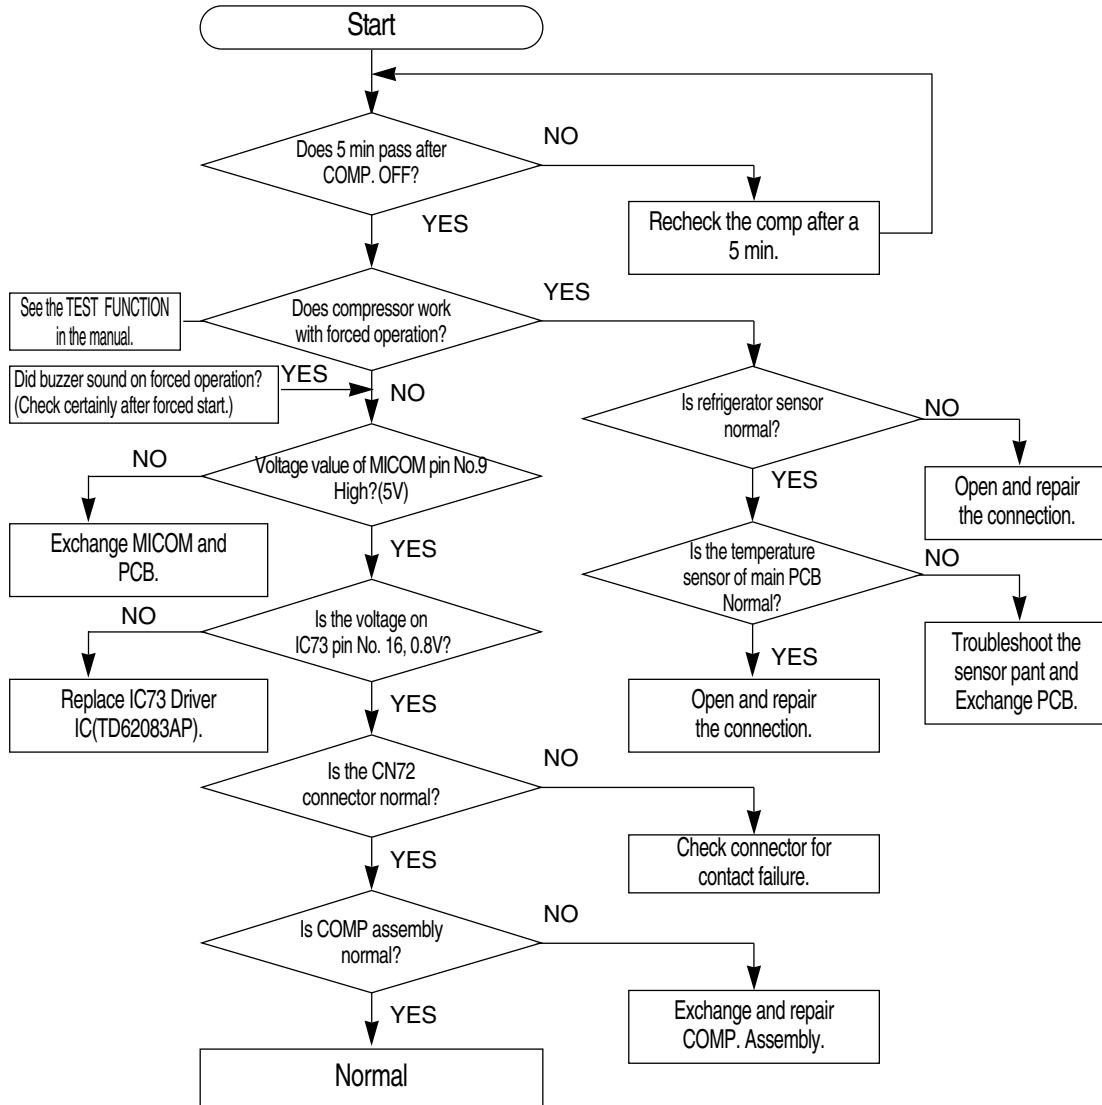 Start
Does 5 min pass after
COMP. OFF?
NO
YES
Recheck the comp after a
5 min.
See the TEST FUNCTION
in the manual.
Does compressor work
with forced operation?
YES
Did buzzer sound on forced operation?
(Check certainly after forced start.)
YES
NO
Is refrigerator sensor
normal?
NO
YES
Open and repair
the connection.
Voltage value of MICOM pin No.9
High?(5V)
NO
YES
Exchange MICOM and
PCB.
Is the temperature
sensor of main PCB
Normal?
NO
YES
Troubleshoot the
sensor pant and
Exchange PCB.
Open and repair
the connection.
Is the voltage on
IC73 pin No. 16, 0.8V?
NO
YES
Replace IC73 Driver
IC(TD62083AP).
Is the CN72
connector normal?
NO
YES
Check connector for
contact failure.
Is COMP assembly
normal?
NO
YES
Exchange and repair
COMP. Assembly.
Normal